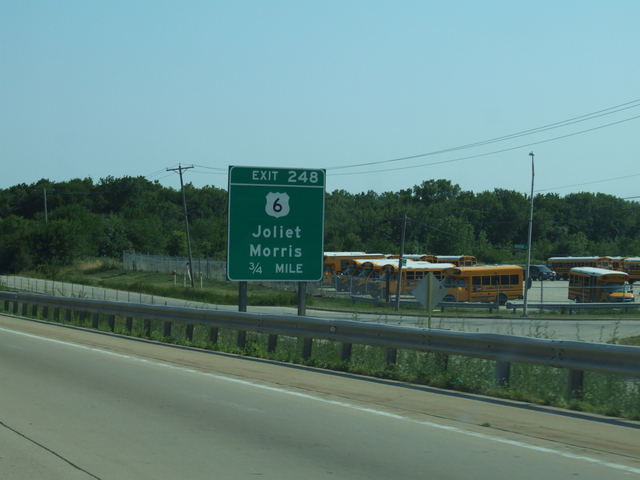 EXIT 248
6
Joliet
Morris
3/4 MILE